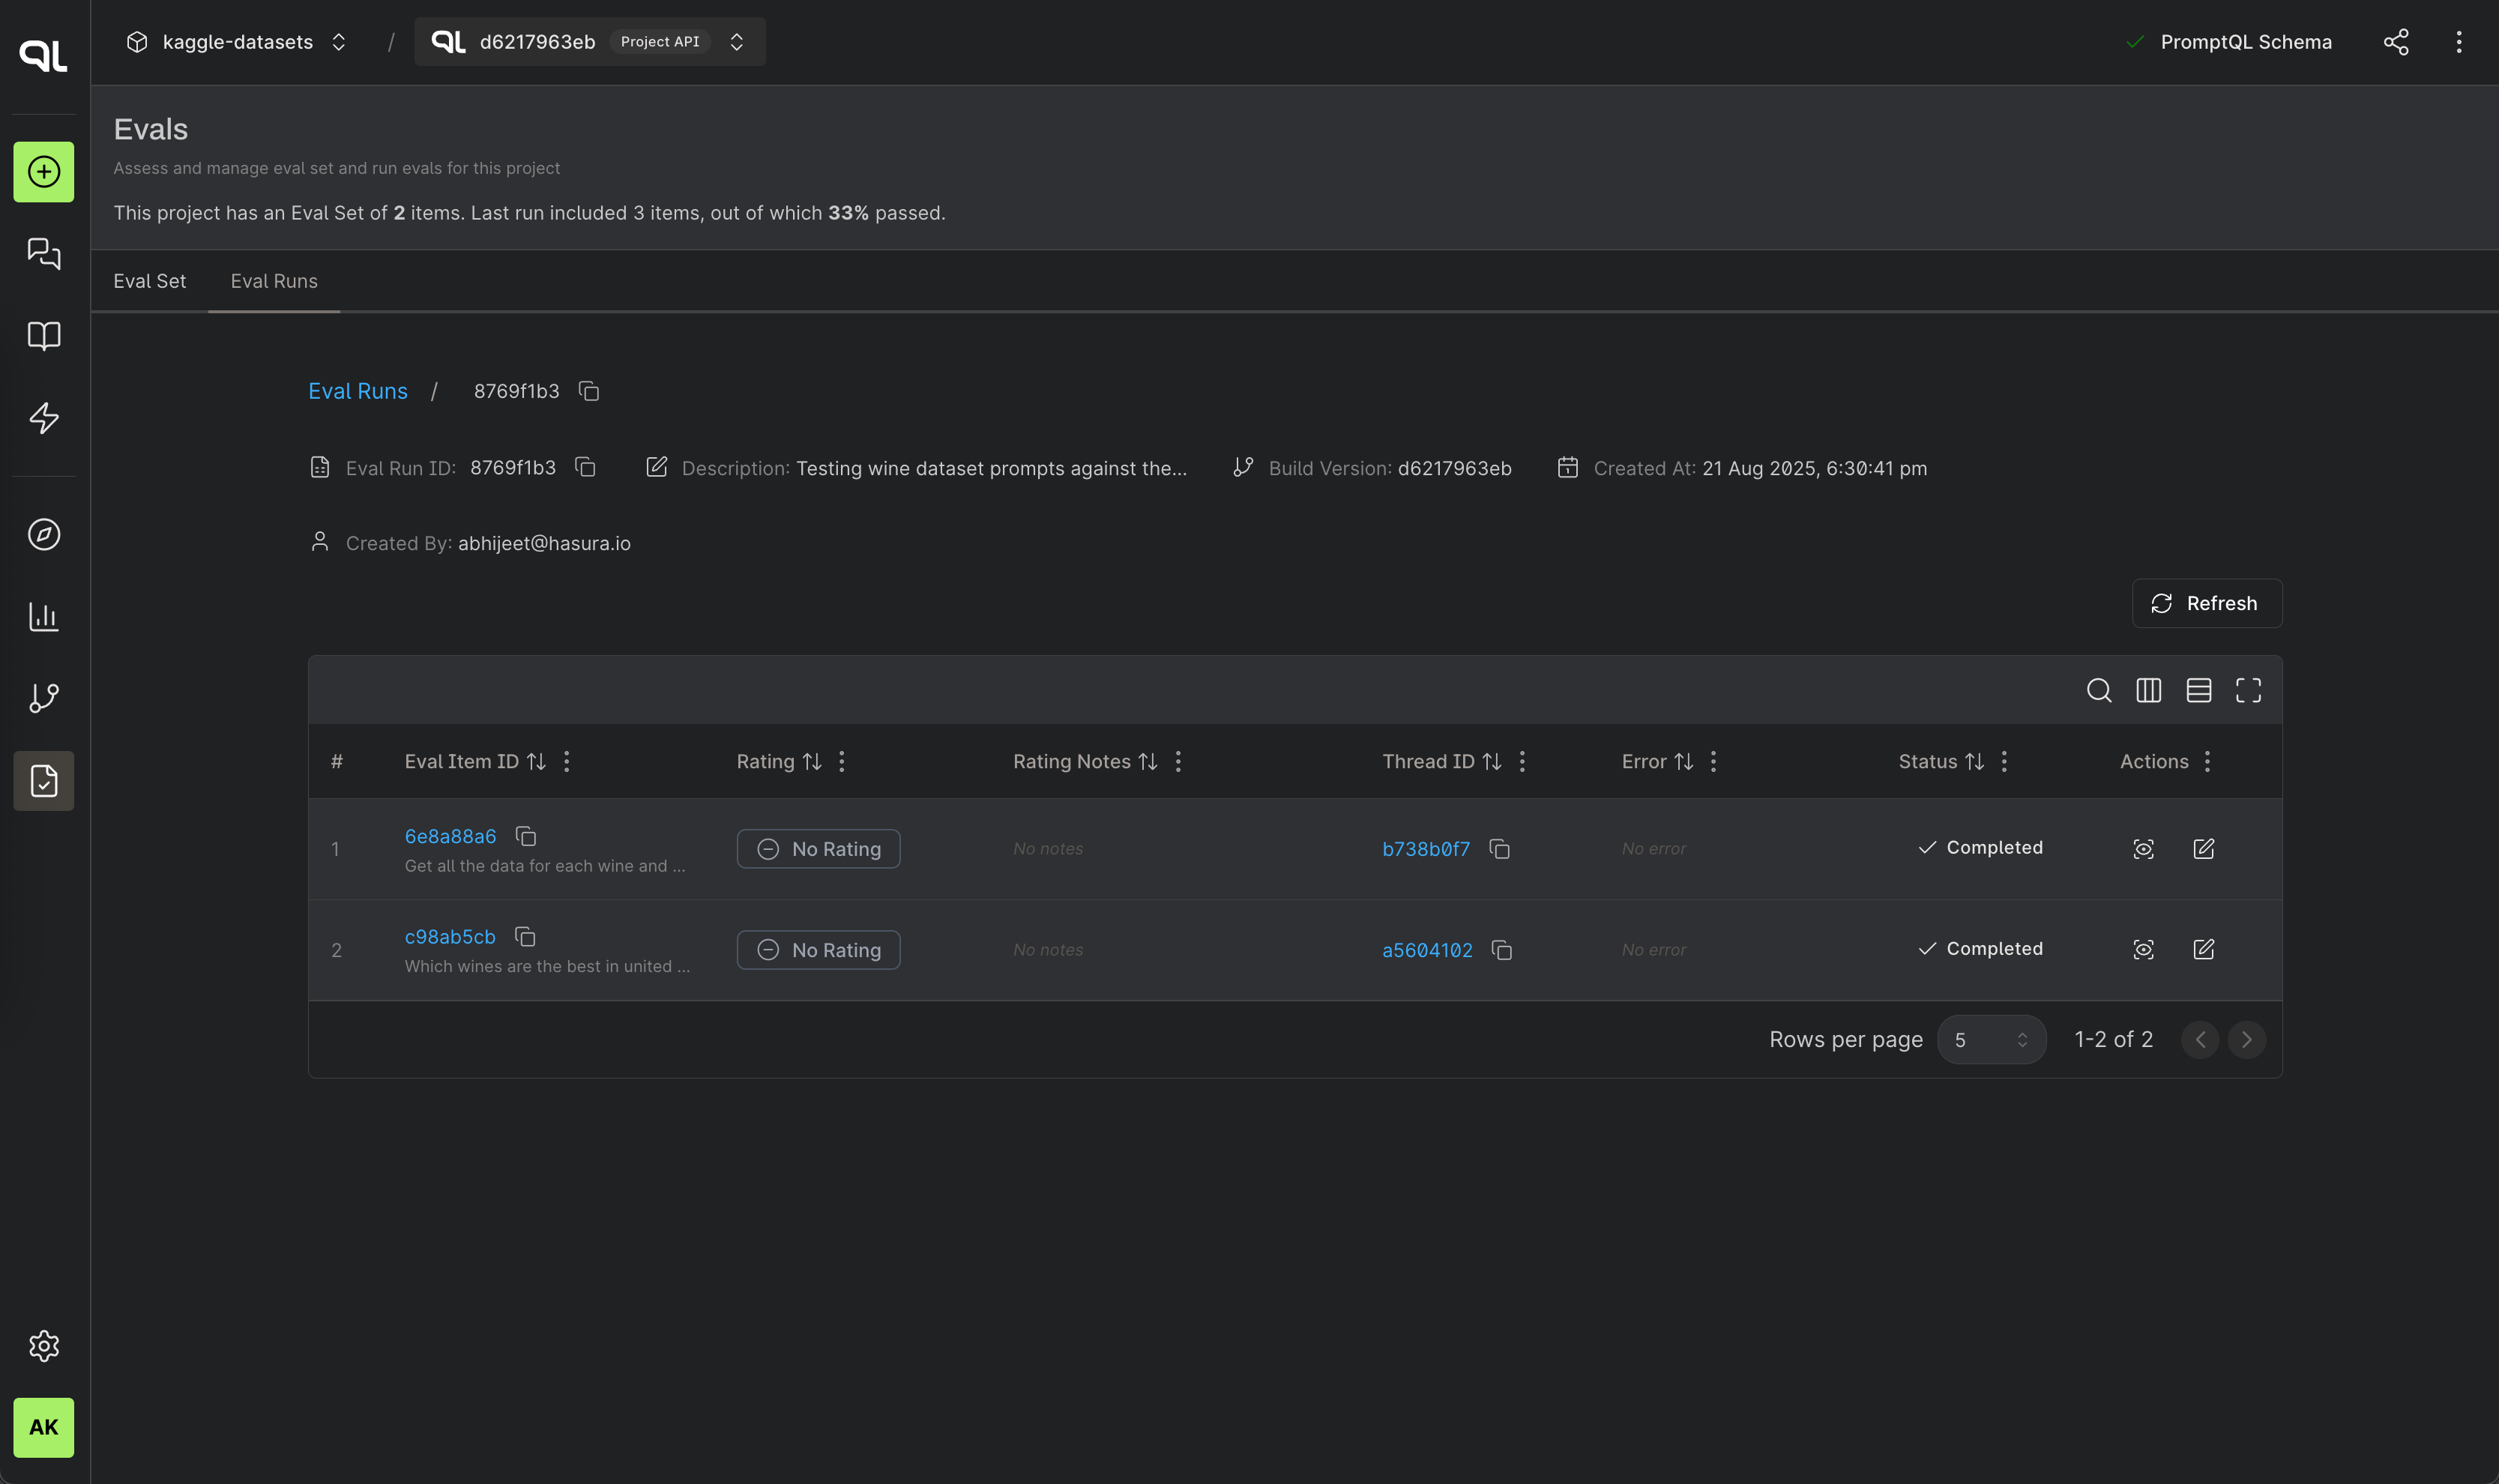 QL
kaggle-datasets / QL d6217963eb Project API
PromptQL Schema
Evals
Assess and manage eval set and run evals for this project
This project has an Eval Set of 2 items. Last run included 3 items, out of which 33% passed.
Eval Set Eval Runs
Eval Runs / 8769f1b3
Eval Run ID: 8769f1b3 Description: Testing wine dataset prompts against the... Build Version: d6217963eb Created At: 21 Aug 2025, 6:30:41 pm
Created By: abhijeet@hasura.io
Refresh
# Eval Item ID Rating Rating Notes Thread ID Error Status Actions
1 6e8a88a6 No Rating No notes b738b0f7 No error Completed
Get all the data for each wine and ...
2 c98ab5cb No Rating No notes a5604102 No error Completed
Which wines are the best in united ...
Rows per page 5 1-2 of 2
AK